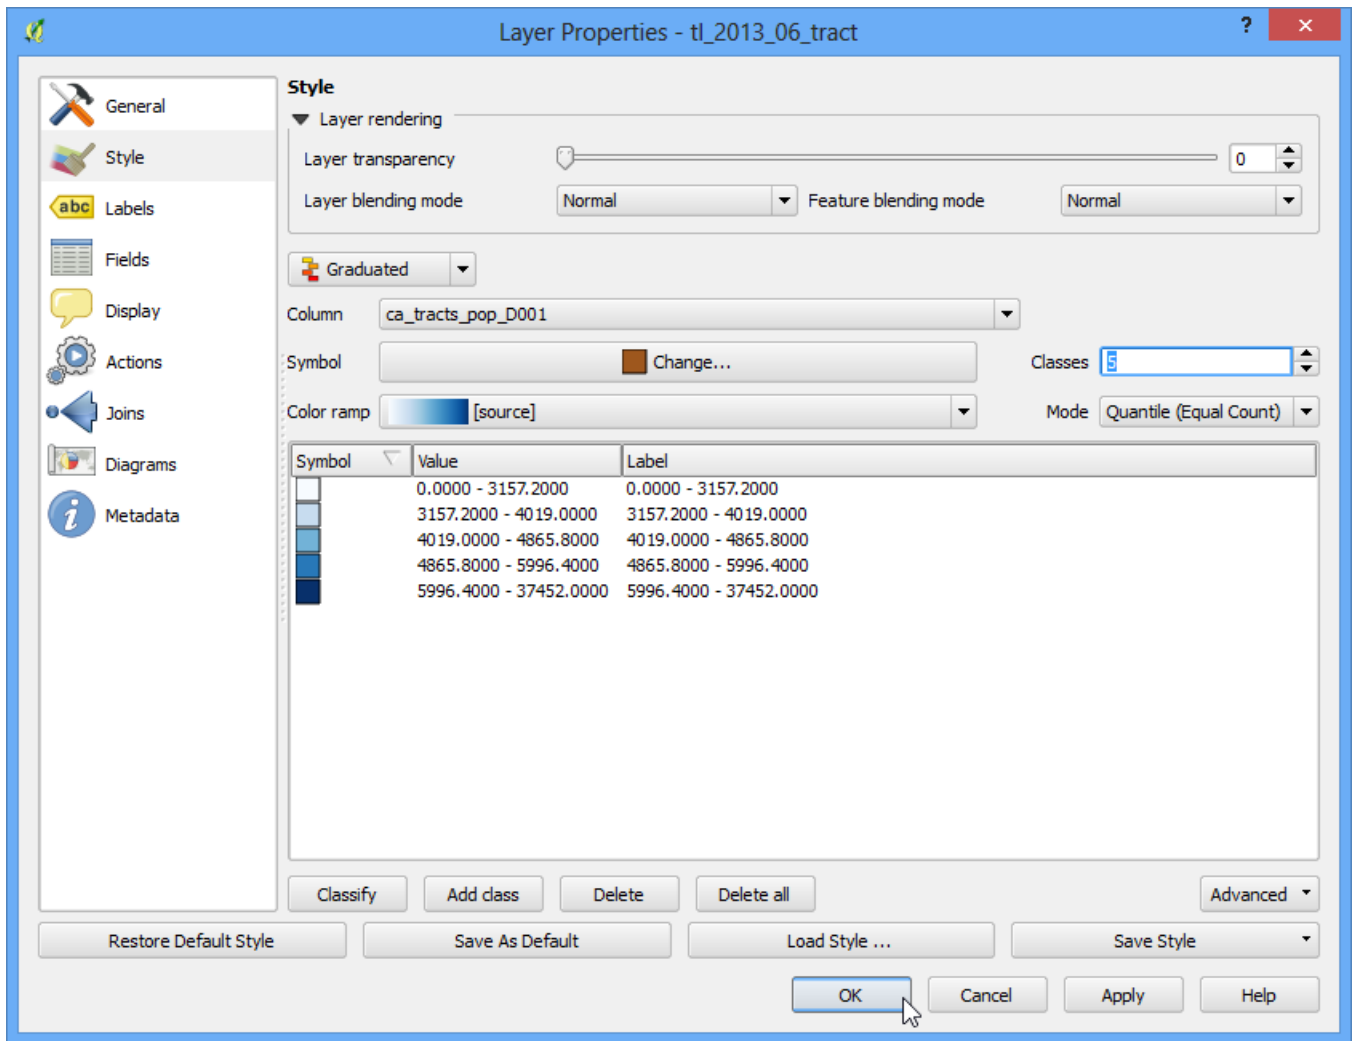 Layer Properties - tl_2013_06_tract
?
General
Style
abc Labels
Fields
Display
Actions
Joins
Diagrams
Metadata
Style
Layer rendering
Layer transparency 0
Layer blending mode Normal Feature blending mode Normal
Graduated
Column ca_tracts_pop_D001
Symbol Change... Classes 5
Color ramp [source] Mode Quantile (Equal Count)
Symbol Value Label
0.0000 - 3157.2000 0.0000 - 3157.2000
3157.2000 - 4019.0000 3157.2000 - 4019.0000
4019.0000 - 4865.8000 4019.0000 - 4865.8000
4865.8000 - 5996.4000 4865.8000 - 5996.4000
5996.4000 - 37452.0000 5996.4000 - 37452.0000
Classify Add class Delete Delete all Advanced
Restore Default Style Save As Default Load Style ... Save Style
OK Cancel Apply Help